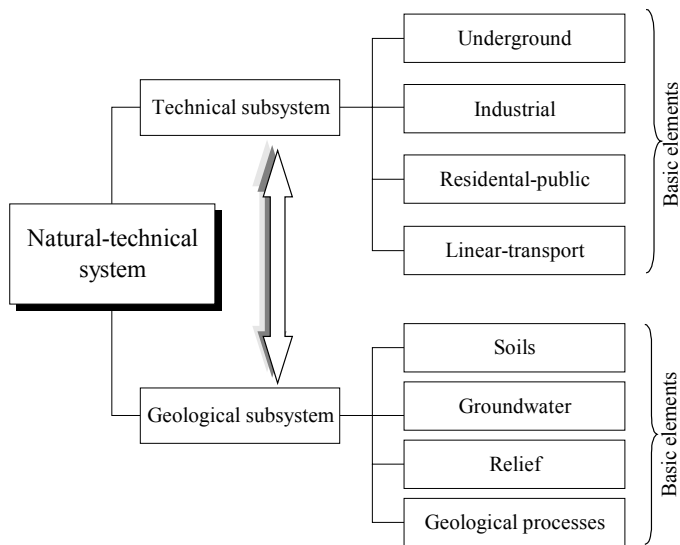 Natural-technical
system
Technical subsystem
Underground
Industrial
Residental-public
Linear-transport
Basic elements
Geological subsystem
Soils
Groundwater
Relief
Geological processes
Basic elements